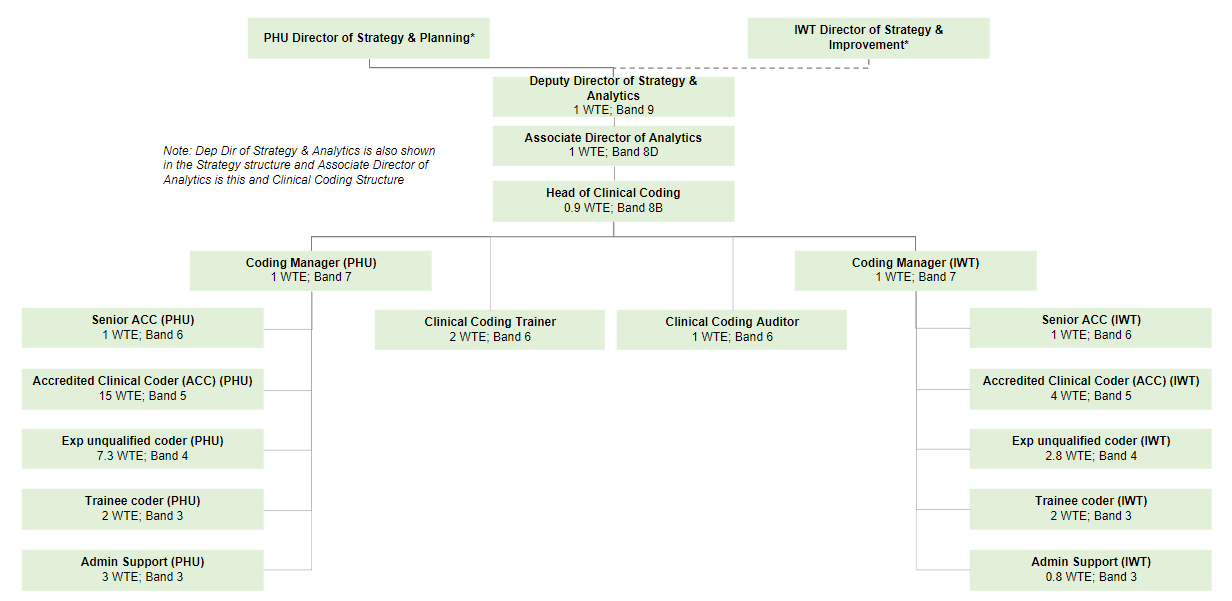 PHU Director of Strategy & Planning*
IWT Director of Strategy &
Improvement*
Deputy Director of Strategy &
Analytics
1 WTE; Band 9
Associate Director of Analytics
1 WTE; Band 8D
Note: Dep Dir of Strategy & Analytics is also shown
in the Strategy structure and Associate Director of
Analytics is this and Clinical Coding Structure
Head of Clinical Coding
0.9 WTE; Band 8B
Coding Manager (PHU)
1 WTE; Band 7
Coding Manager (IWT)
1 WTE; Band 7
Senior ACC (PHU)
1 WTE; Band 6
Clinical Coding Trainer
2 WTE; Band 6
Clinical Coding Auditor
1 WTE; Band 6
Senior ACC (IWT)
1 WTE; Band 6
Accredited Clinical Coder (ACC) (PHU)
15 WTE; Band 5
Accredited Clinical Coder (ACC) (IWT)
4 WTE; Band 5
Exp unqualified coder (PHU)
7.3 WTE; Band 4
Exp unqualified coder (IWT)
2.8 WTE; Band 4
Trainee coder (PHU)
2 WTE; Band 3
Trainee coder (IWT)
2 WTE; Band 3
Admin Support (PHU)
3 WTE; Band 3
Admin Support (IWT)
0.8 WTE; Band 3